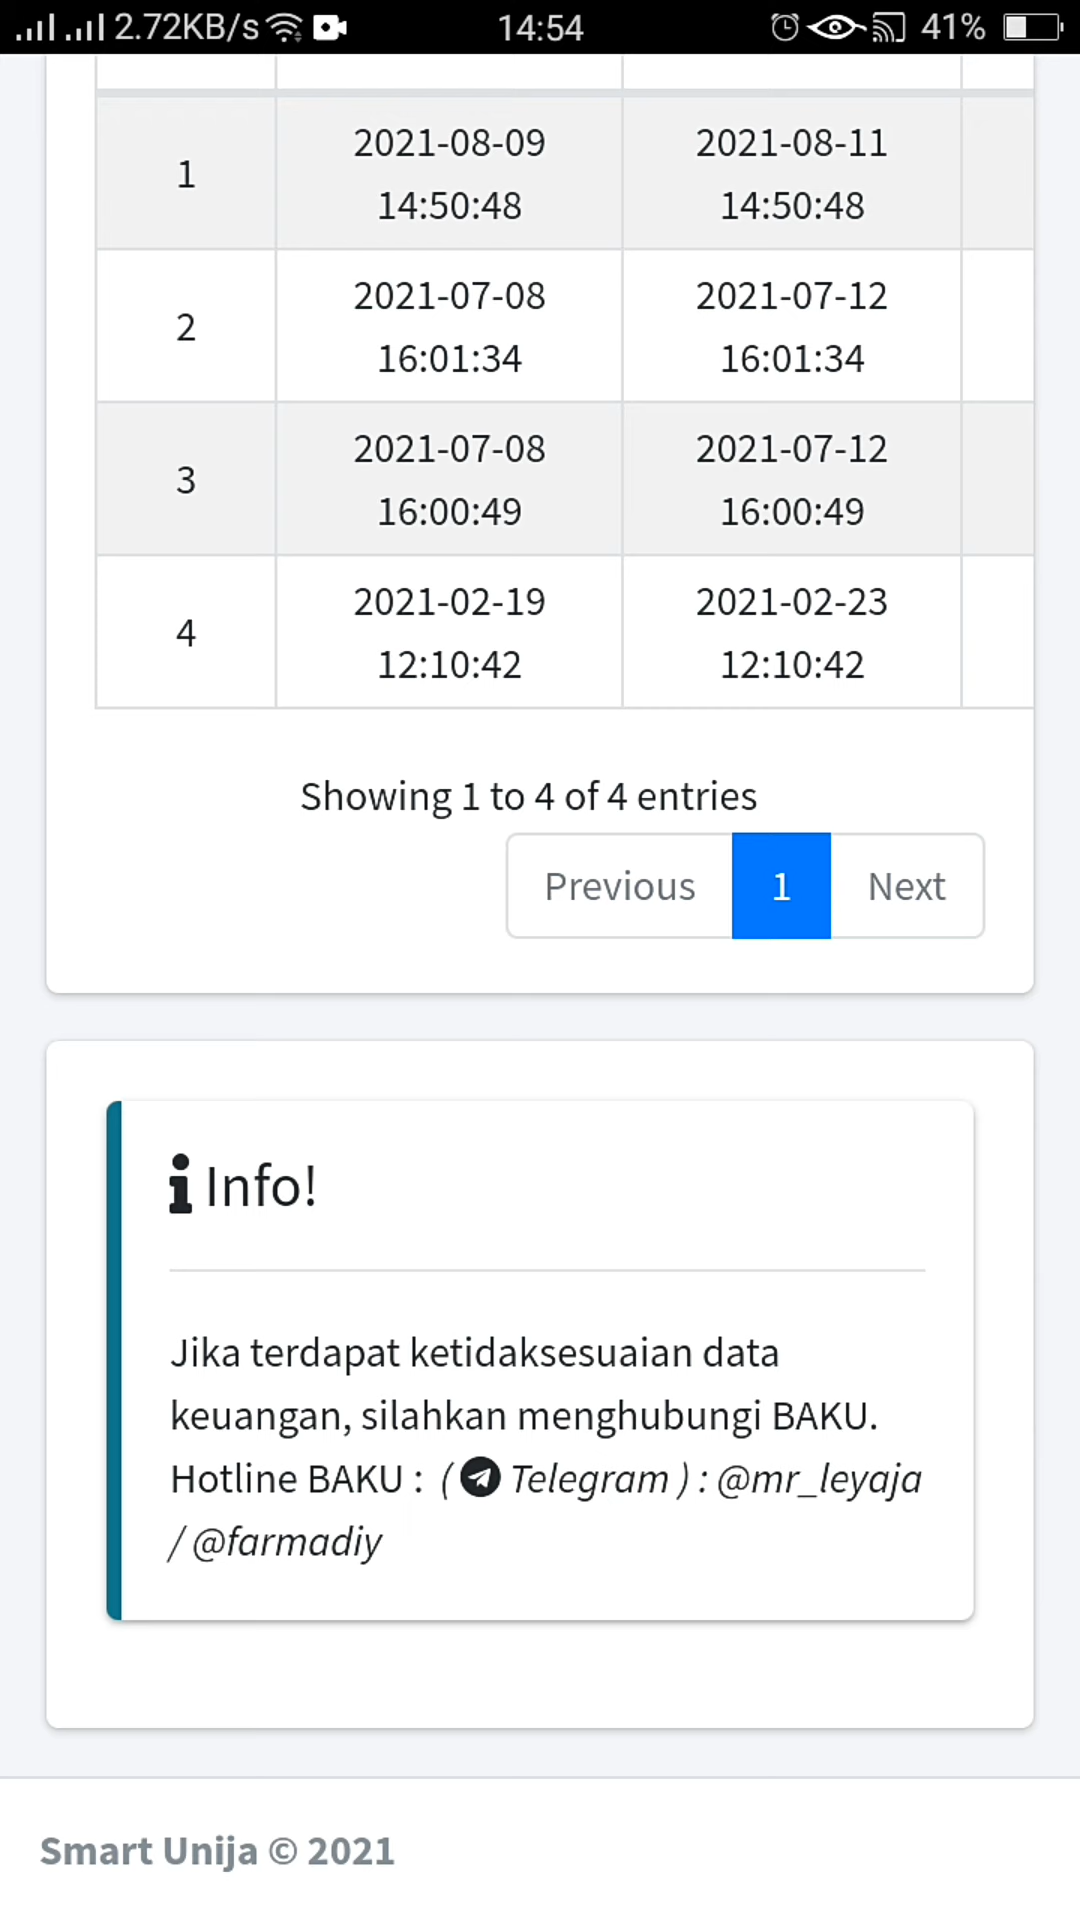 2.72KB/s 14:54 41%
1 2021-08-09 2021-08-11
14:50:48 14:50:48
2 2021-07-08 2021-07-12
16:01:34 16:01:34
3 2021-07-08 2021-07-12
16:00:49 16:00:49
4 2021-02-19 2021-02-23
12:10:42 12:10:42
Showing 1 to 4 of 4 entries
Previous 1 Next
Info!
Jika terdapat ketidaksesuaian data
keuangan, silahkan menghubungi BAKU.
Hotline BAKU : ( Telegram ) : @mr_leyaja
/ @farmadiy
Smart Unija © 2021